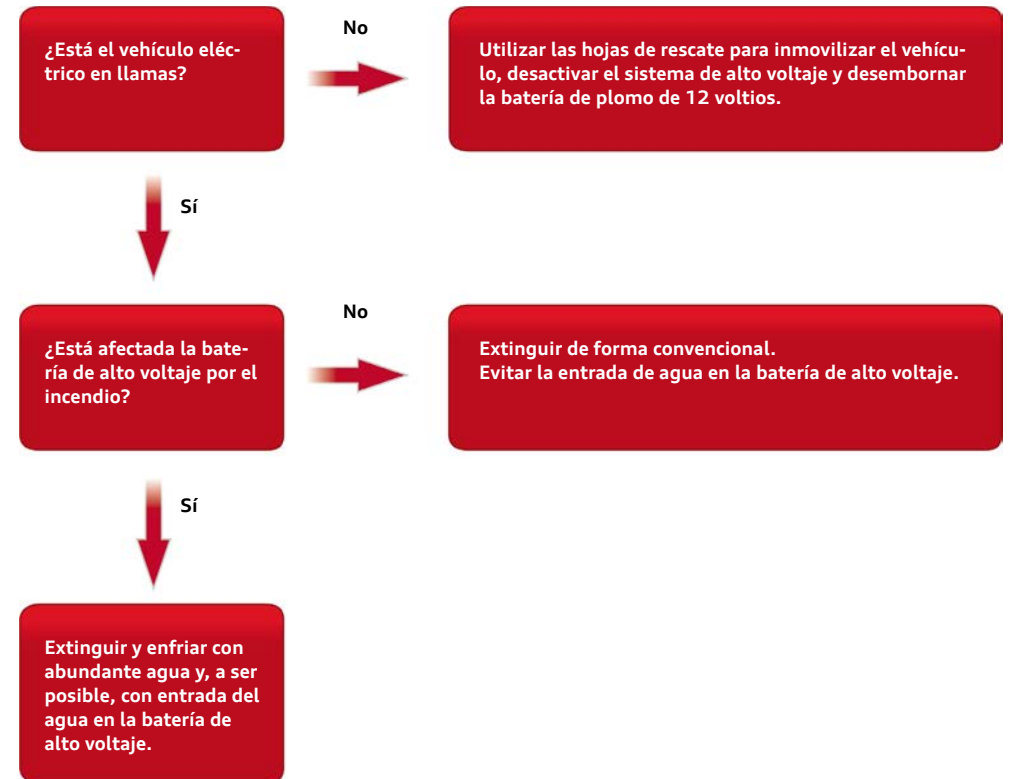 ¿Está el vehículo eléc-
trico en llamas?
No
Utilizar las hojas de rescate para inmovilizar el vehícu-
lo, desactivar el sistema de alto voltaje y desembornar
la batería de plomo de 12 voltios.
Sí
¿Está afectada la bate-
ría de alto voltaje por el
incendio?
No
Extinguir de forma convencional.
Evitar la entrada de agua en la batería de alto voltaje.
Sí
Extinguir y enfriar con
abundante agua y, a ser
posible, con entrada del
agua en la batería de
alto voltaje.